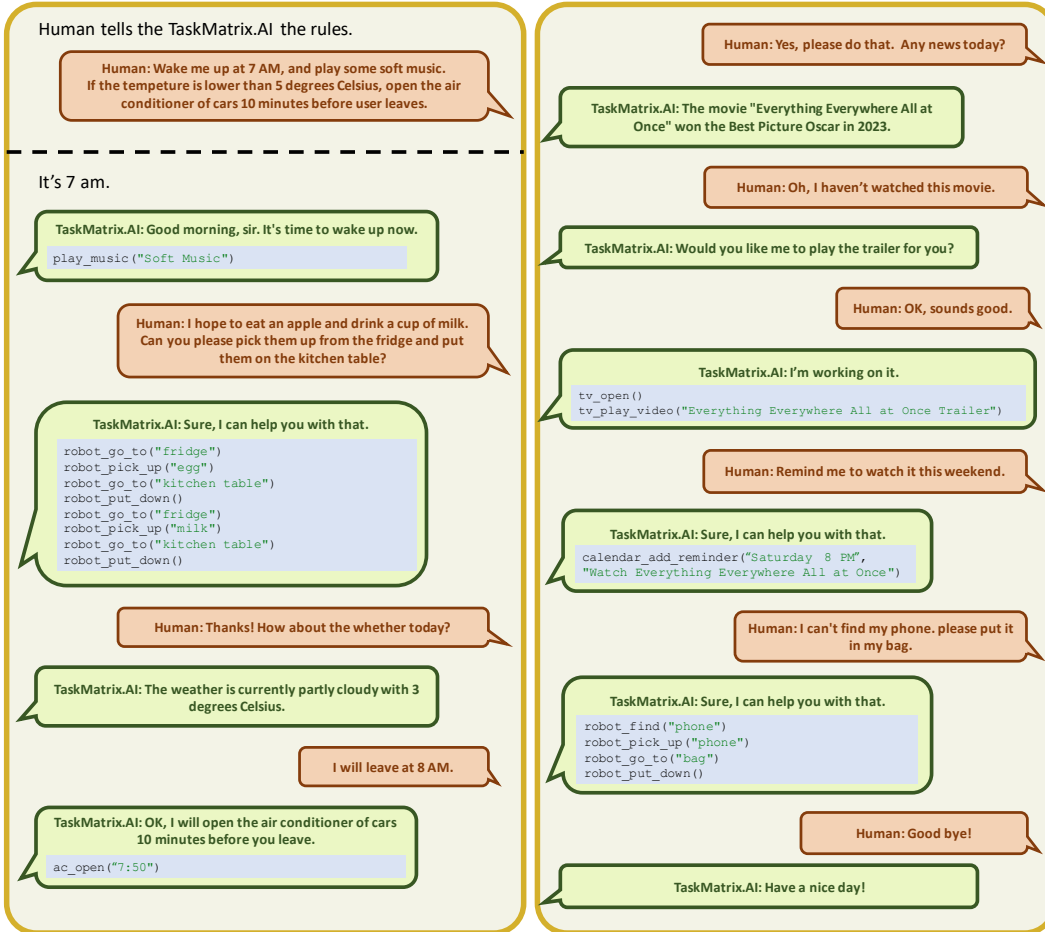 Human tells the TaskMatrix.AI the rules.
Human: Wake me up at 7 AM, and play some soft music.
If the tempeture is lower than 5 degrees Celsius, open the air
conditioner of cars 10 minutes before user leaves.
It's 7 am.
TaskMatrix.AI: Good morning, sir. It's time to wake up now.
play_music("Soft Music")
Human: I hope to eat an apple and drink a cup of milk.
Can you please pick them up from the fridge and put
them on the kitchen table?
TaskMatrix.AI: Sure, I can help you with that.
robot_go_to("fridge")
robot_pick_up("egg")
robot_go_to("kitchen table")
robot_put_down()
robot_go_to("fridge")
robot_pick_up("milk")
robot_go_to("kitchen table")
robot_put_down()
Human: Thanks! How about the whether today?
TaskMatrix.AI: The weather is currently partly cloudy with 3
degrees Celsius.
I will leave at 8 AM.
TaskMatrix.AI: OK, I will open the air conditioner of cars
10 minutes before you leave.
ac_open("7:50")
Human: Yes, please do that. Any news today?
TaskMatrix.AI: The movie "Everything Everywhere All at
Once" won the Best Picture Oscar in 2023.
Human: Oh, I haven't watched this movie.
TaskMatrix.AI: Would you like me to play the trailer for you?
Human: OK, sounds good.
TaskMatrix.AI: I'm working on it.
tv_open()
tv_play_video("Everything Everywhere All at Once Trailer")
Human: Remind me to watch it this weekend.
TaskMatrix.AI: Sure, I can help you with that.
calendar_add_reminder("Saturday 8 PM",
"Watch Everything Everywhere All at Once")
Human: I can't find my phone. please put it
in my bag.
TaskMatrix.AI: Sure, I can help you with that.
robot_find("phone")
robot_pick_up("phone")
robot_go_to("bag")
robot_put_down()
Human: Good bye!
TaskMatrix.AI: Have a nice day!